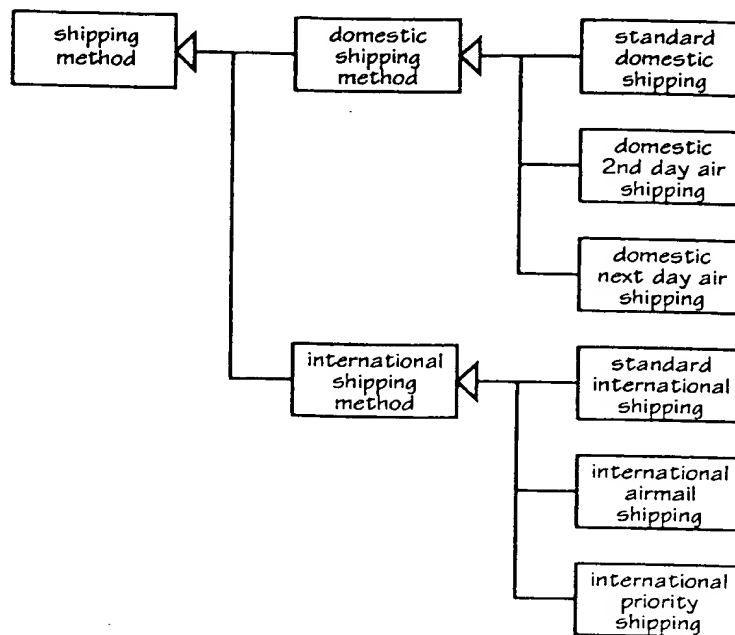 shipping
method
domestic
shipping
method
standard
domestic
shipping
domestic
2nd day air
shipping
domestic
next day air
shipping
international
shipping
method
standard
international
shipping
international
airmail
shipping
international
priority
shipping